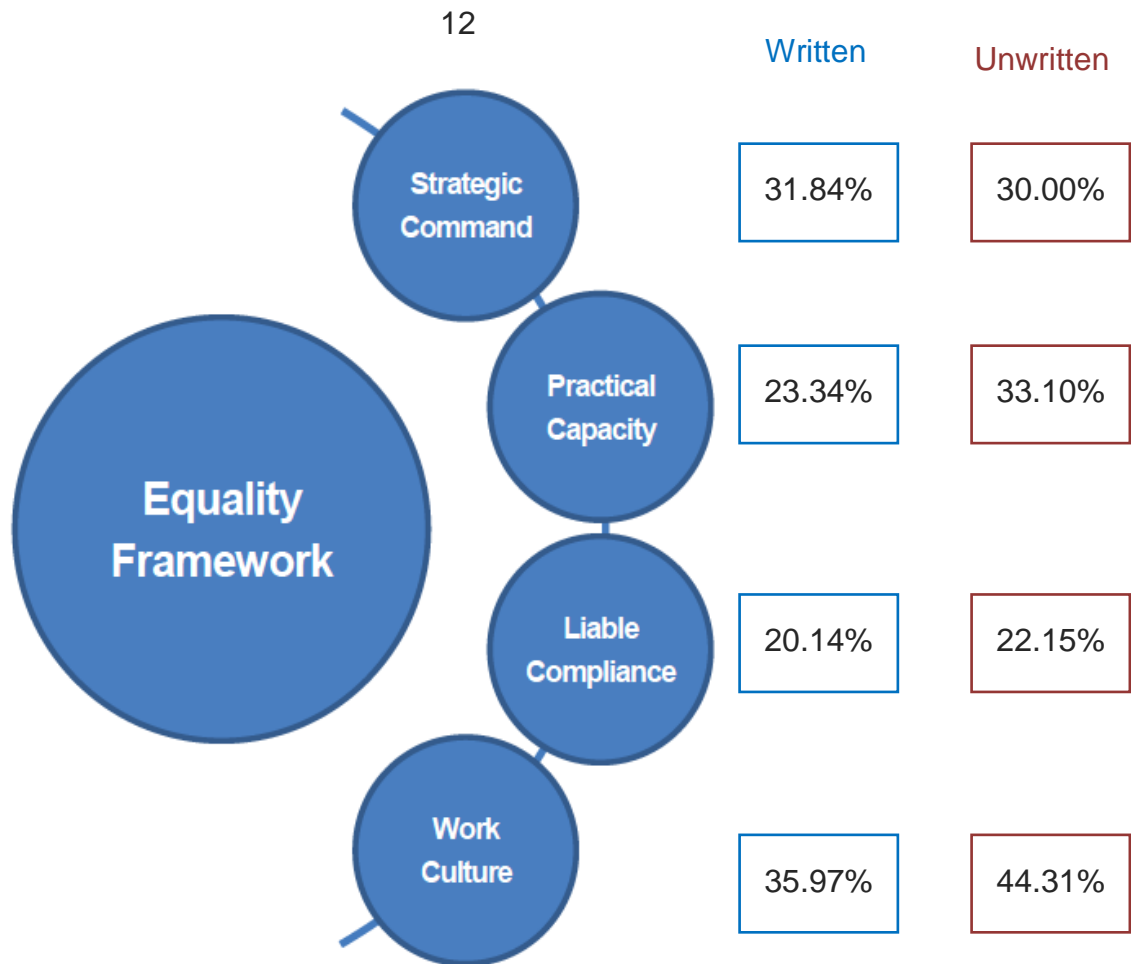 12
Written Unwritten
Strategic
Command
31.84% 30.00%
Practical
Capacity
23.34% 33.10%
Equality
Framework
Liable
Compliance
20.14% 22.15%
Work
Culture
35.97% 44.31%